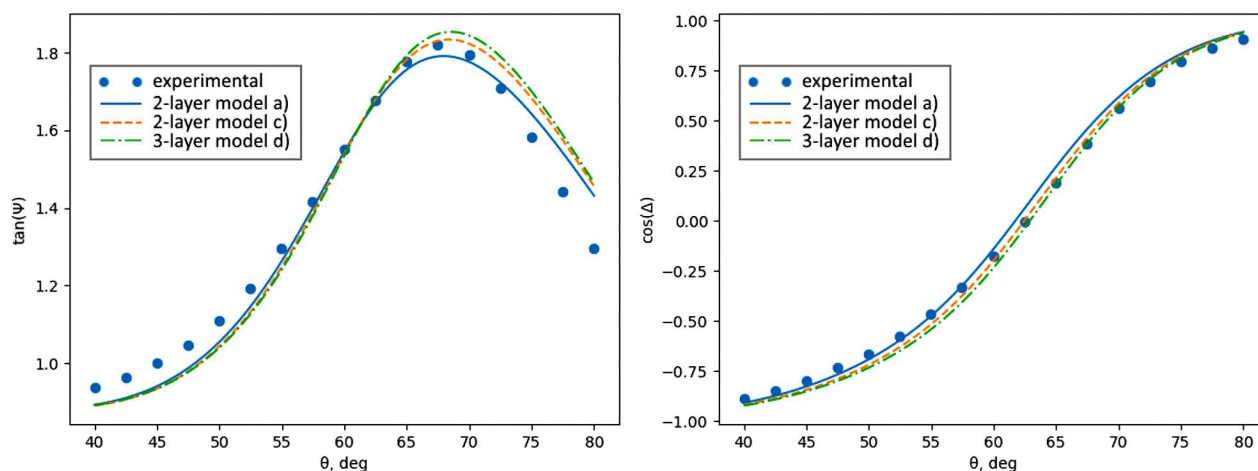 1.8
1.6
1.4
1.2
1.0
tan(Ψ)
experimental
2-layer model a)
2-layer model c)
3-layer model d)
40 45 50 55 60 65 70 75 80
θ, deg
1.00
0.75
0.50
0.25
0.00
−0.25
−0.50
−0.75
−1.00
cos(Δ)
experimental
2-layer model a)
2-layer model c)
3-layer model d)
40 45 50 55 60 65 70 75 80
θ, deg